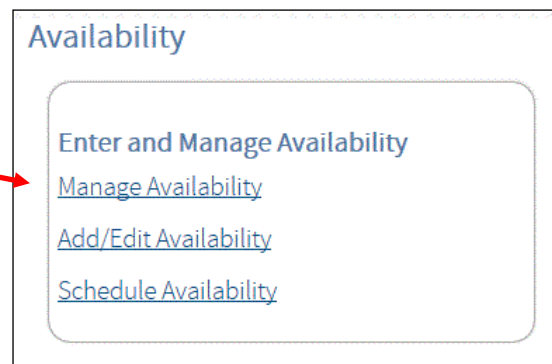 Availability
Enter and Manage Availability
Manage Availability
Add/Edit Availability
Schedule Availability